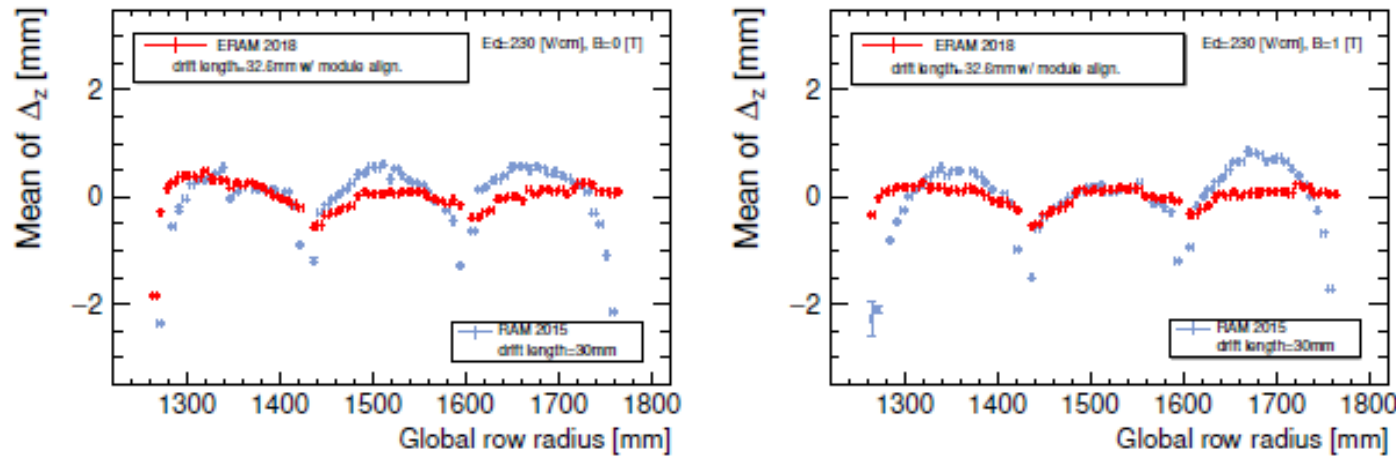 Mean of Δz [mm]
ERAM 2018
drift length=32.6mm w/ module align.
Ed=230 [V/cm], B=0 [T]
2
0
−2
RAM 2015
drift length=30mm
1300 1400 1500 1600 1700 1800
Global row radius [mm]
Mean of Δz [mm]
ERAM 2018
drift length=32.6mm w/ module align.
Ed=230 [V/cm], B=1 [T]
2
0
−2
RAM 2015
drift length=30mm
1300 1400 1500 1600 1700 1800
Global row radius [mm]